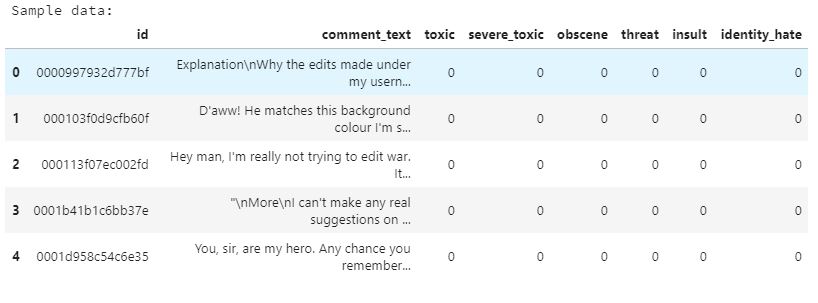 Sample data:
id comment_text toxic severe_toxic obscene threat insult identity_hate
0 0000997932d777bf Explanation\nWhy the edits made under my usern... 0 0 0 0 0 0
1 000103f0d9cfb60f D'aww! He matches this background colour I'm s... 0 0 0 0 0 0
2 000113f07ec002fd Hey man, I'm really not trying to edit war. It... 0 0 0 0 0 0
3 0001b41b1c6bb37e "\nMore\nI can't make any real suggestions on ... 0 0 0 0 0 0
4 0001d958c54c6e35 You, sir, are my hero. Any chance you remember... 0 0 0 0 0 0